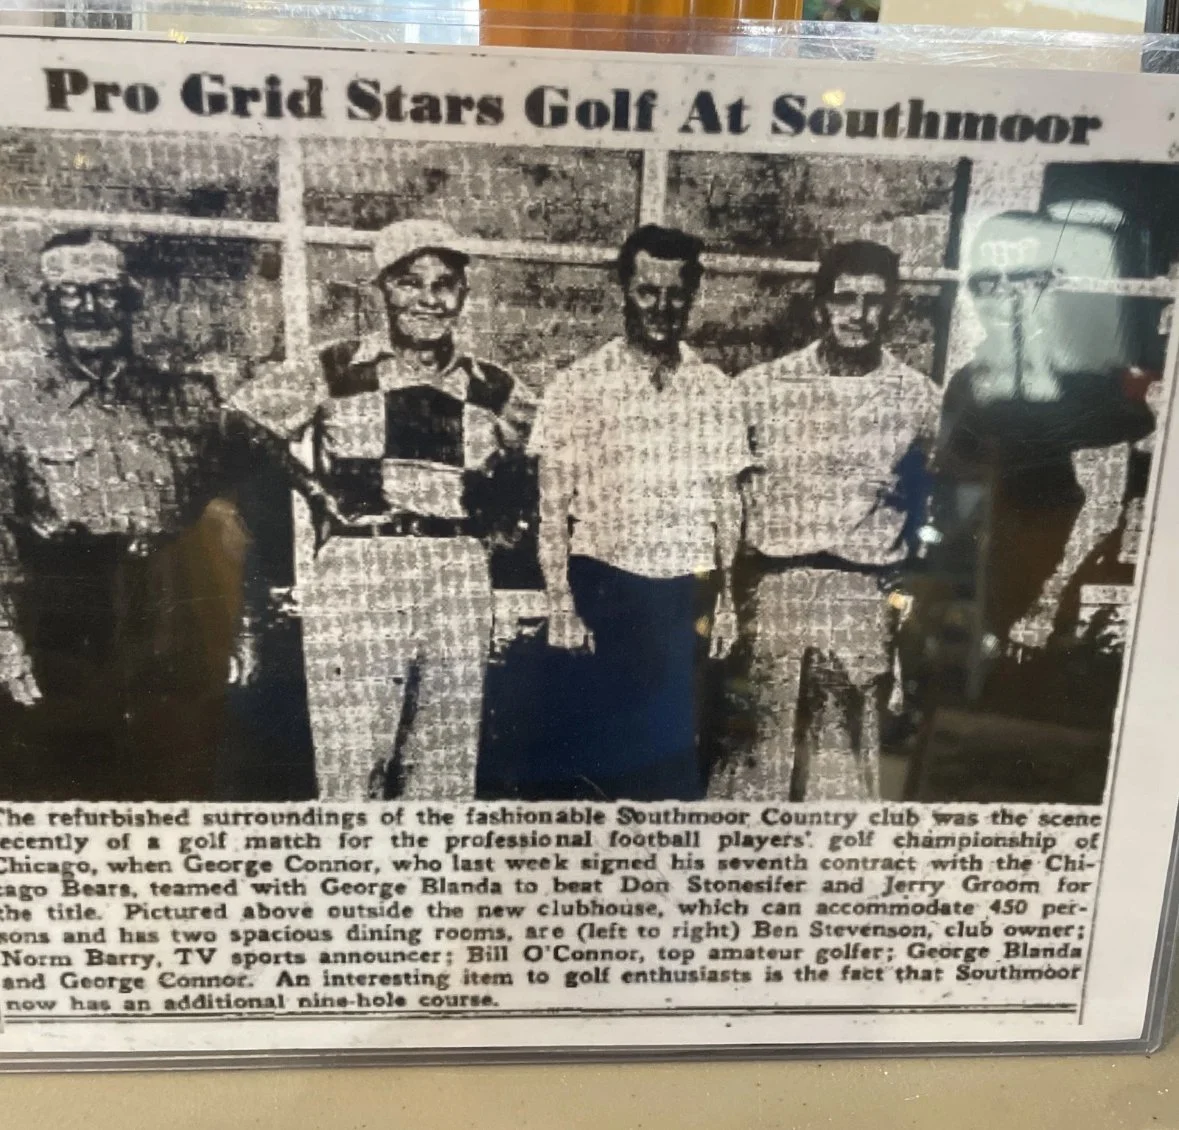 Pro Grid Stars Golf At Southmoor
The refurbished surroundings of the fashionable Southmoor Country club was the scene
recently of a golf match for the professional football players' golf championship of
Chicago, when George Connor, who last week signed his seventh contract with the Chi-
cago Bears, teamed with George Blanda to beat Don Stonesifer and Jerry Groom for
the title. Pictured above outside the new clubhouse, which can accommodate 450 per-
sons and has two spacious dining rooms, are (left to right) Ben Stevenson, club owner;
Norm Barry, TV sports announcer; Bill O'Connor, top amateur golfer; George Blanda
and George Connor. An interesting item to golf enthusiasts is the fact that Southmoor
now has an additional nine-hole course.